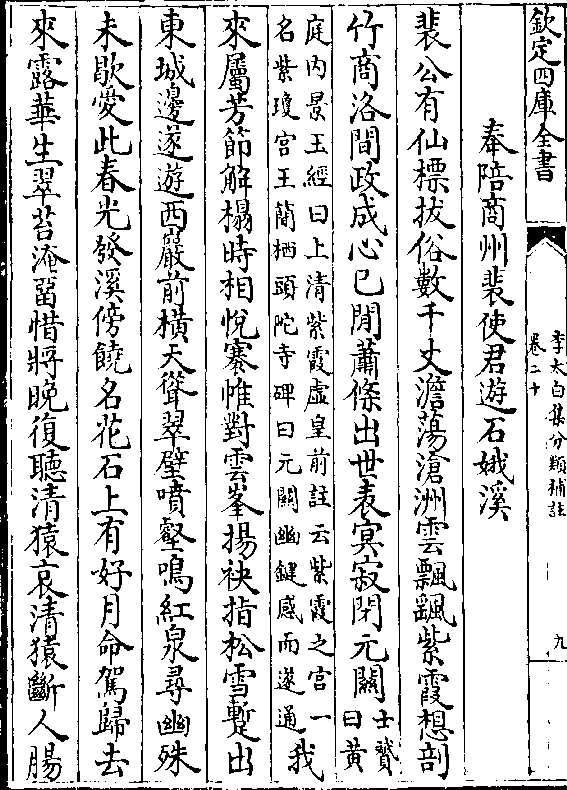 欽定四庫全書
李太白集分類補註
卷二十
九
奉陪商州裴使君遊石娥溪
裴公有仙標拔俗數千丈澹蕩滄洲雲飄颻紫霞想剖
竹商洛間政成心已閒蕭條出世表㝠寂閉元關士贇曰黄
庭内景玉經曰上清紫霞虚皇前註云紫霞之宫一
名紫瓊宫王簡栖頭陀寺碑曰元關幽鍵感而遂通我
來屬芳節解榻時相悅褰帷對雲峯揚袂指松雪蹔出
東城邊遂遊西巖前橫天聳翠壁噴壑鳴紅泉尋幽殊
未歇愛此春光發溪傍饒名花石上有好月命駕歸去
來露華生翠苔淹留惜將晚復聽清猿哀清猿斷人腸